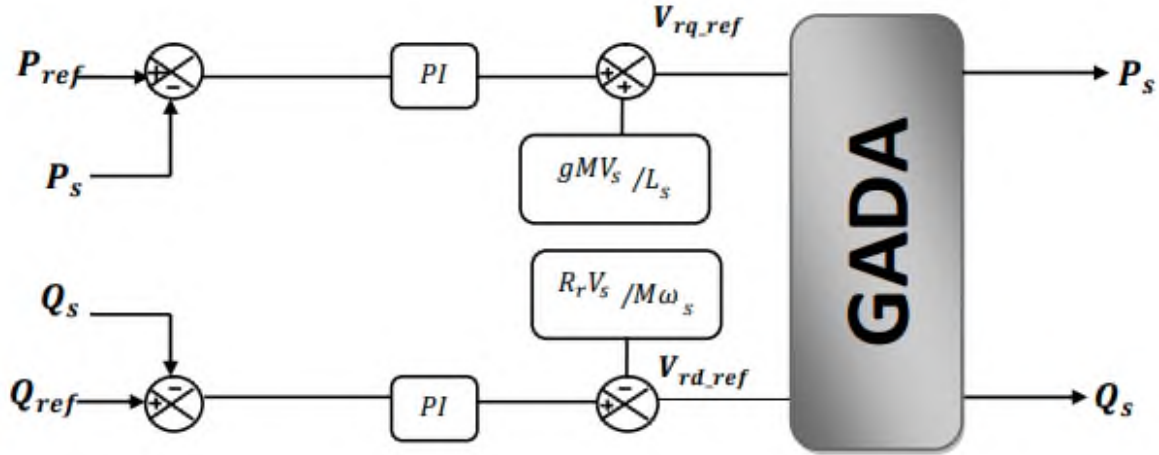 P_ref
+
−
P_s
PI
+
+
V_rq_ref
gMV_s /L_s
GADA
P_s
R_rV_s /Mω_s
Q_s
−
+
Q_ref
PI
−
+
V_rd_ref
Q_s